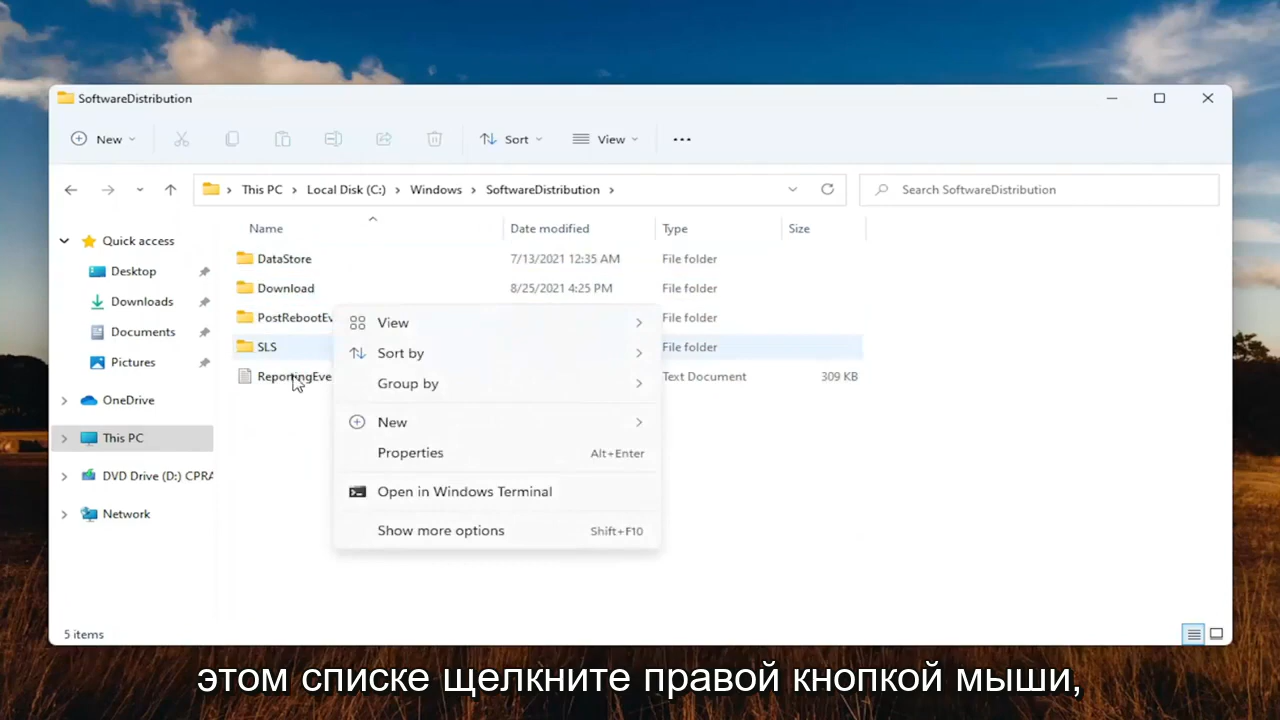 SoftwareDistribution
New
Sort
View
This PC
Local Disk (C:)
Windows
SoftwareDistribution
Search SoftwareDistribution
Name
Date modified
Type
Size
Quick access
Desktop
Downloads
Documents
Pictures
OneDrive
This PC
DVD Drive (D:) CPRA
Network
DataStore 7/13/2021 12:35 AM File folder
Download 8/25/2021 4:25 PM File folder
PostRebootEv File folder
SLS File folder
ReportingEve Text Document 309 KB
View
Sort by
Group by
New
Properties Alt+Enter
Open in Windows Terminal
Show more options Shift+F10
5 items
этом списке щелкните правой кнопкой мыши,